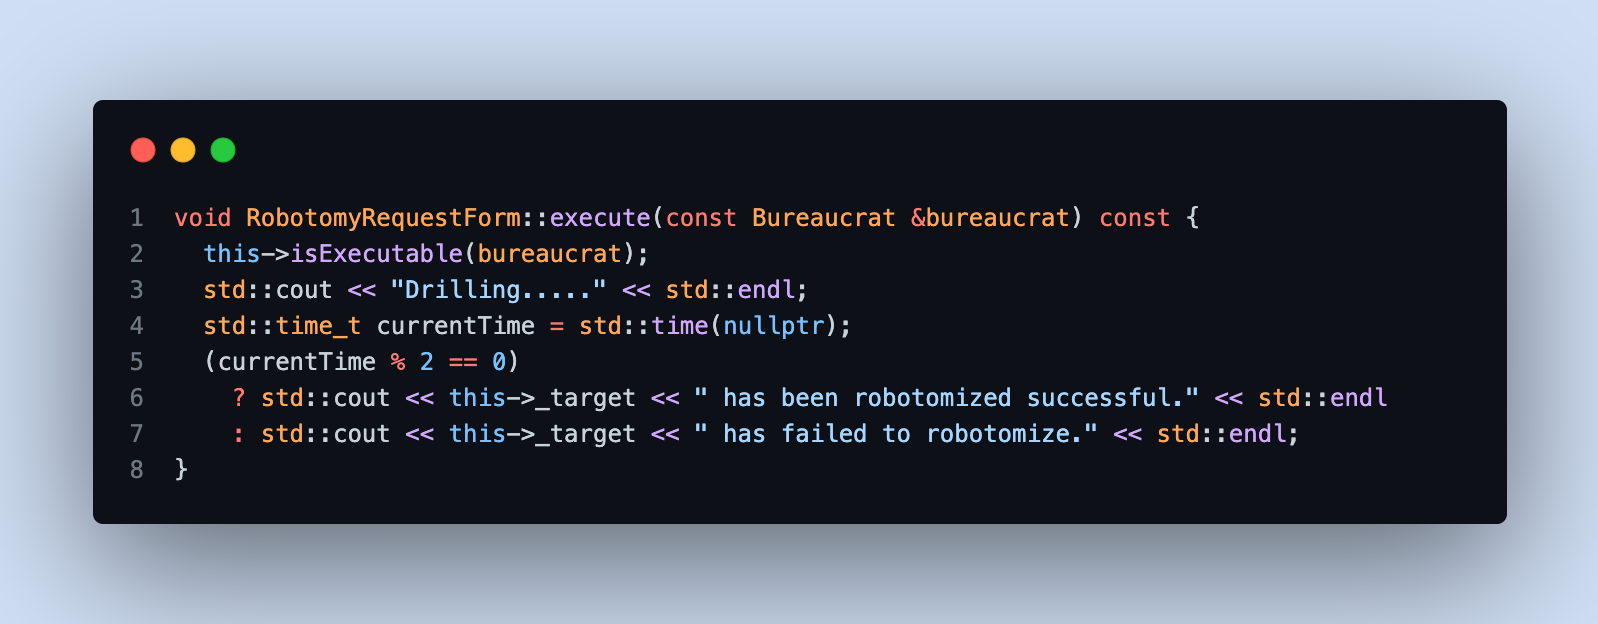 1 void RobotomyRequestForm::execute(const Bureaucrat &bureaucrat) const {
2   this->isExecutable(bureaucrat);
3   std::cout << "Drilling....." << std::endl;
4   std::time_t currentTime = std::time(nullptr);
5   (currentTime % 2 == 0)
6     ? std::cout << this->_target << " has been robotomized successful." << std::endl
7     : std::cout << this->_target << " has failed to robotomize." << std::endl;
8 }